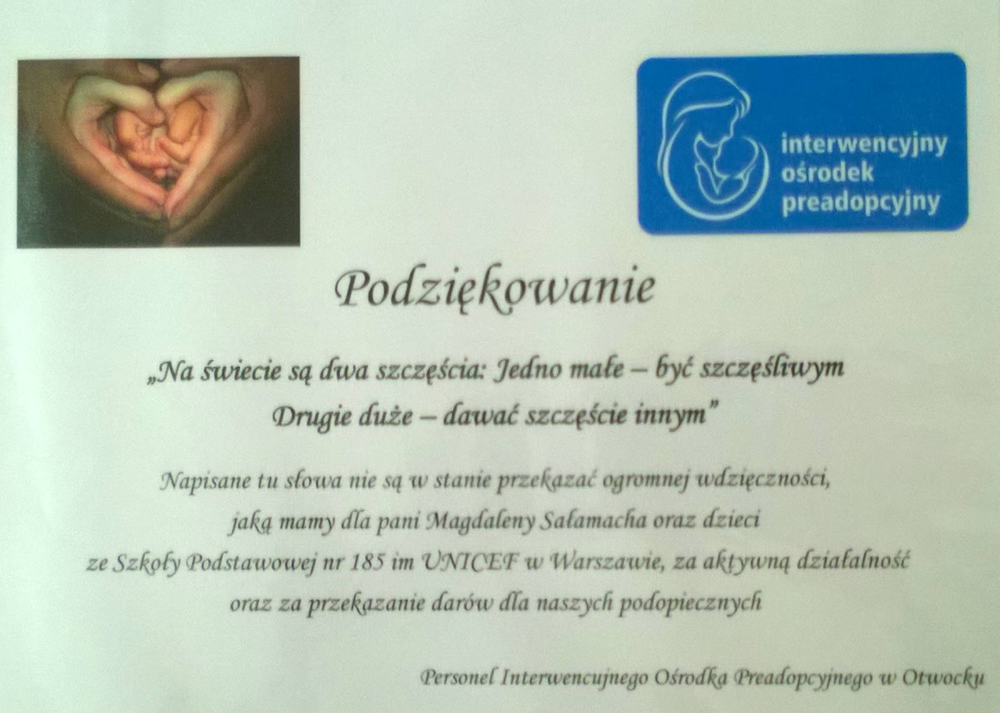 interwencyjny
ośrodek
preadopcyjny
Podziękowanie
„Na świecie są dwa szczęścia: Jedno małe – być szczęśliwym
Drugie duże – dawać szczęście innym”
Napisane tu słowa nie są w stanie przekazać ogromnej wdzięczności,
jaką mamy dla pani Magdaleny Sałamacha oraz dzieci
ze Szkoły Podstawowej nr 185 im UNICEF w Warszawie, za aktywną działalność
oraz za przekazanie darów dla naszych podopiecznych
Personel Interwencujnego Ośrodka Preadopcyjnego w Otwocku